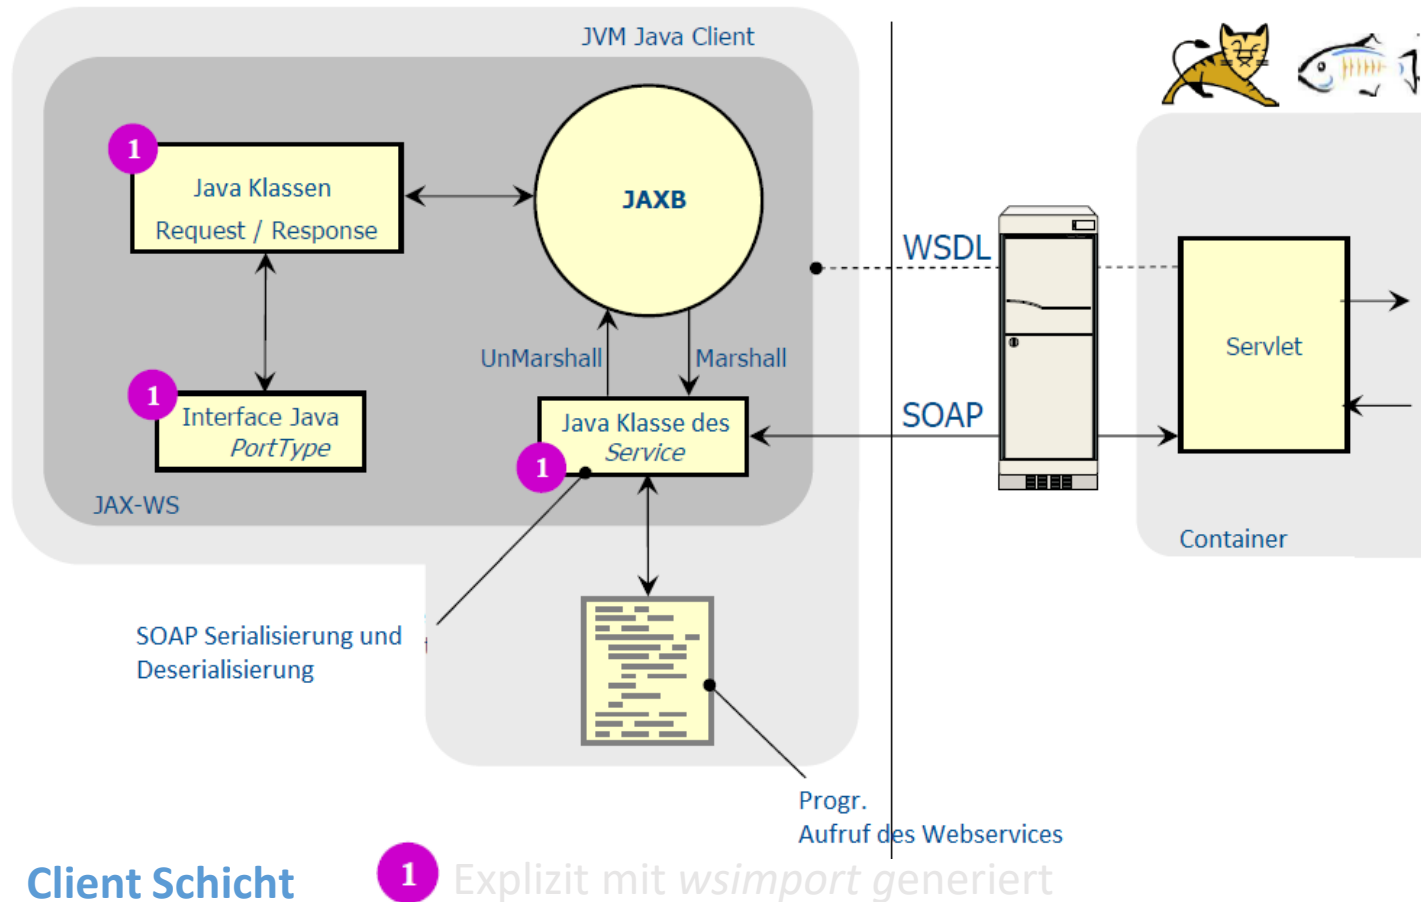 JVM Java Client
1
Java Klassen
Request / Response
JAXB
WSDL
Servlet
UnMarshall
Marshall
1
Interface Java
PortType
Java Klasse des
Service
1
SOAP
JAX-WS
Container
SOAP Serialisierung und
Deserialisierung
Progr.
Aufruf des Webservices
Client Schicht
1
Explizit mit wsimport generiert